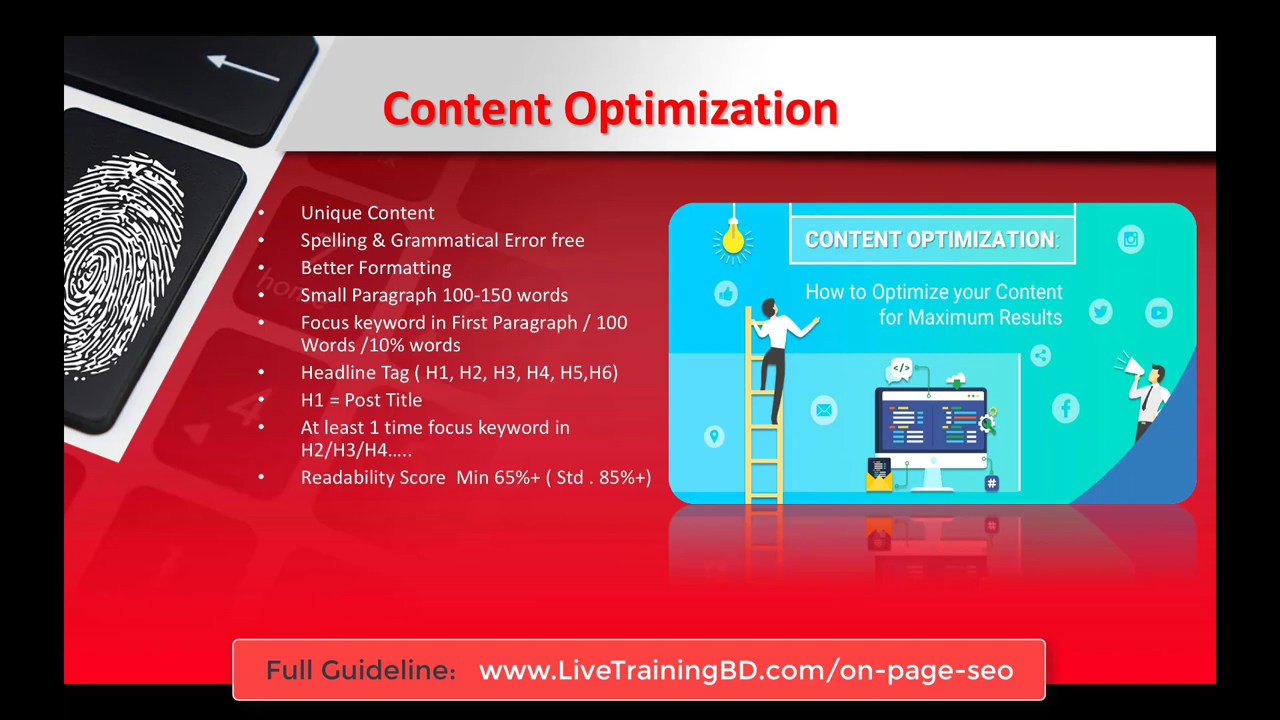 Content Optimization
• Unique Content
• Spelling & Grammatical Error free
• Better Formatting
• Small Paragraph 100-150 words
• Focus keyword in First Paragraph / 100
Words /10% words
• Headline Tag ( H1, H2, H3, H4, H5,H6)
• H1 = Post Title
• At least 1 time focus keyword in
H2/H3/H4.....
• Readability Score Min 65%+ ( Std . 85%+)
CONTENT OPTIMIZATION:
How to Optimize your Content
for Maximum Results
</>
#
Full Guideline: www.LiveTrainingBD.com/on-page-seo